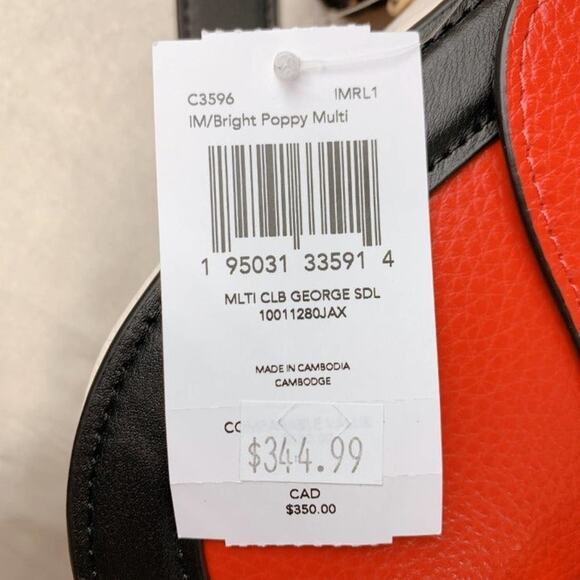 C3596 IMRL1
IM/Bright Poppy Multi
1 95031 33591 4
MLTI CLB GEORGE SDL
10011280JAX
MADE IN CAMBODIA
CAMBODGE
$344.99
CAD
$350.00